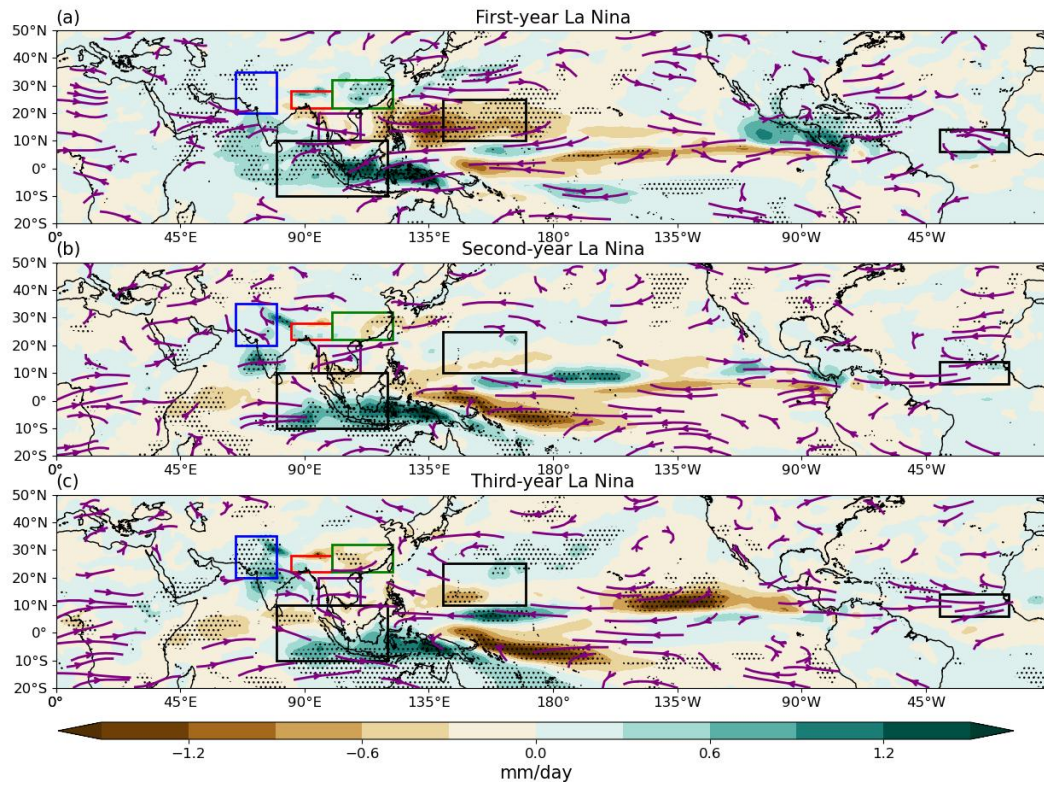 (a) First-year La Nina
50°N
40°N
30°N
20°N
10°N
0°
10°S
20°S
0° 45°E 90°E 135°E 180° 135°W 90°W 45°W
(b) Second-year La Nina
50°N
40°N
30°N
20°N
10°N
0°
10°S
20°S
0° 45°E 90°E 135°E 180° 135°W 90°W 45°W
(c) Third-year La Nina
50°N
40°N
30°N
20°N
10°N
0°
10°S
20°S
0° 45°E 90°E 135°E 180° 135°W 90°W 45°W
−1.2 −0.6 0.0 0.6 1.2
mm/day